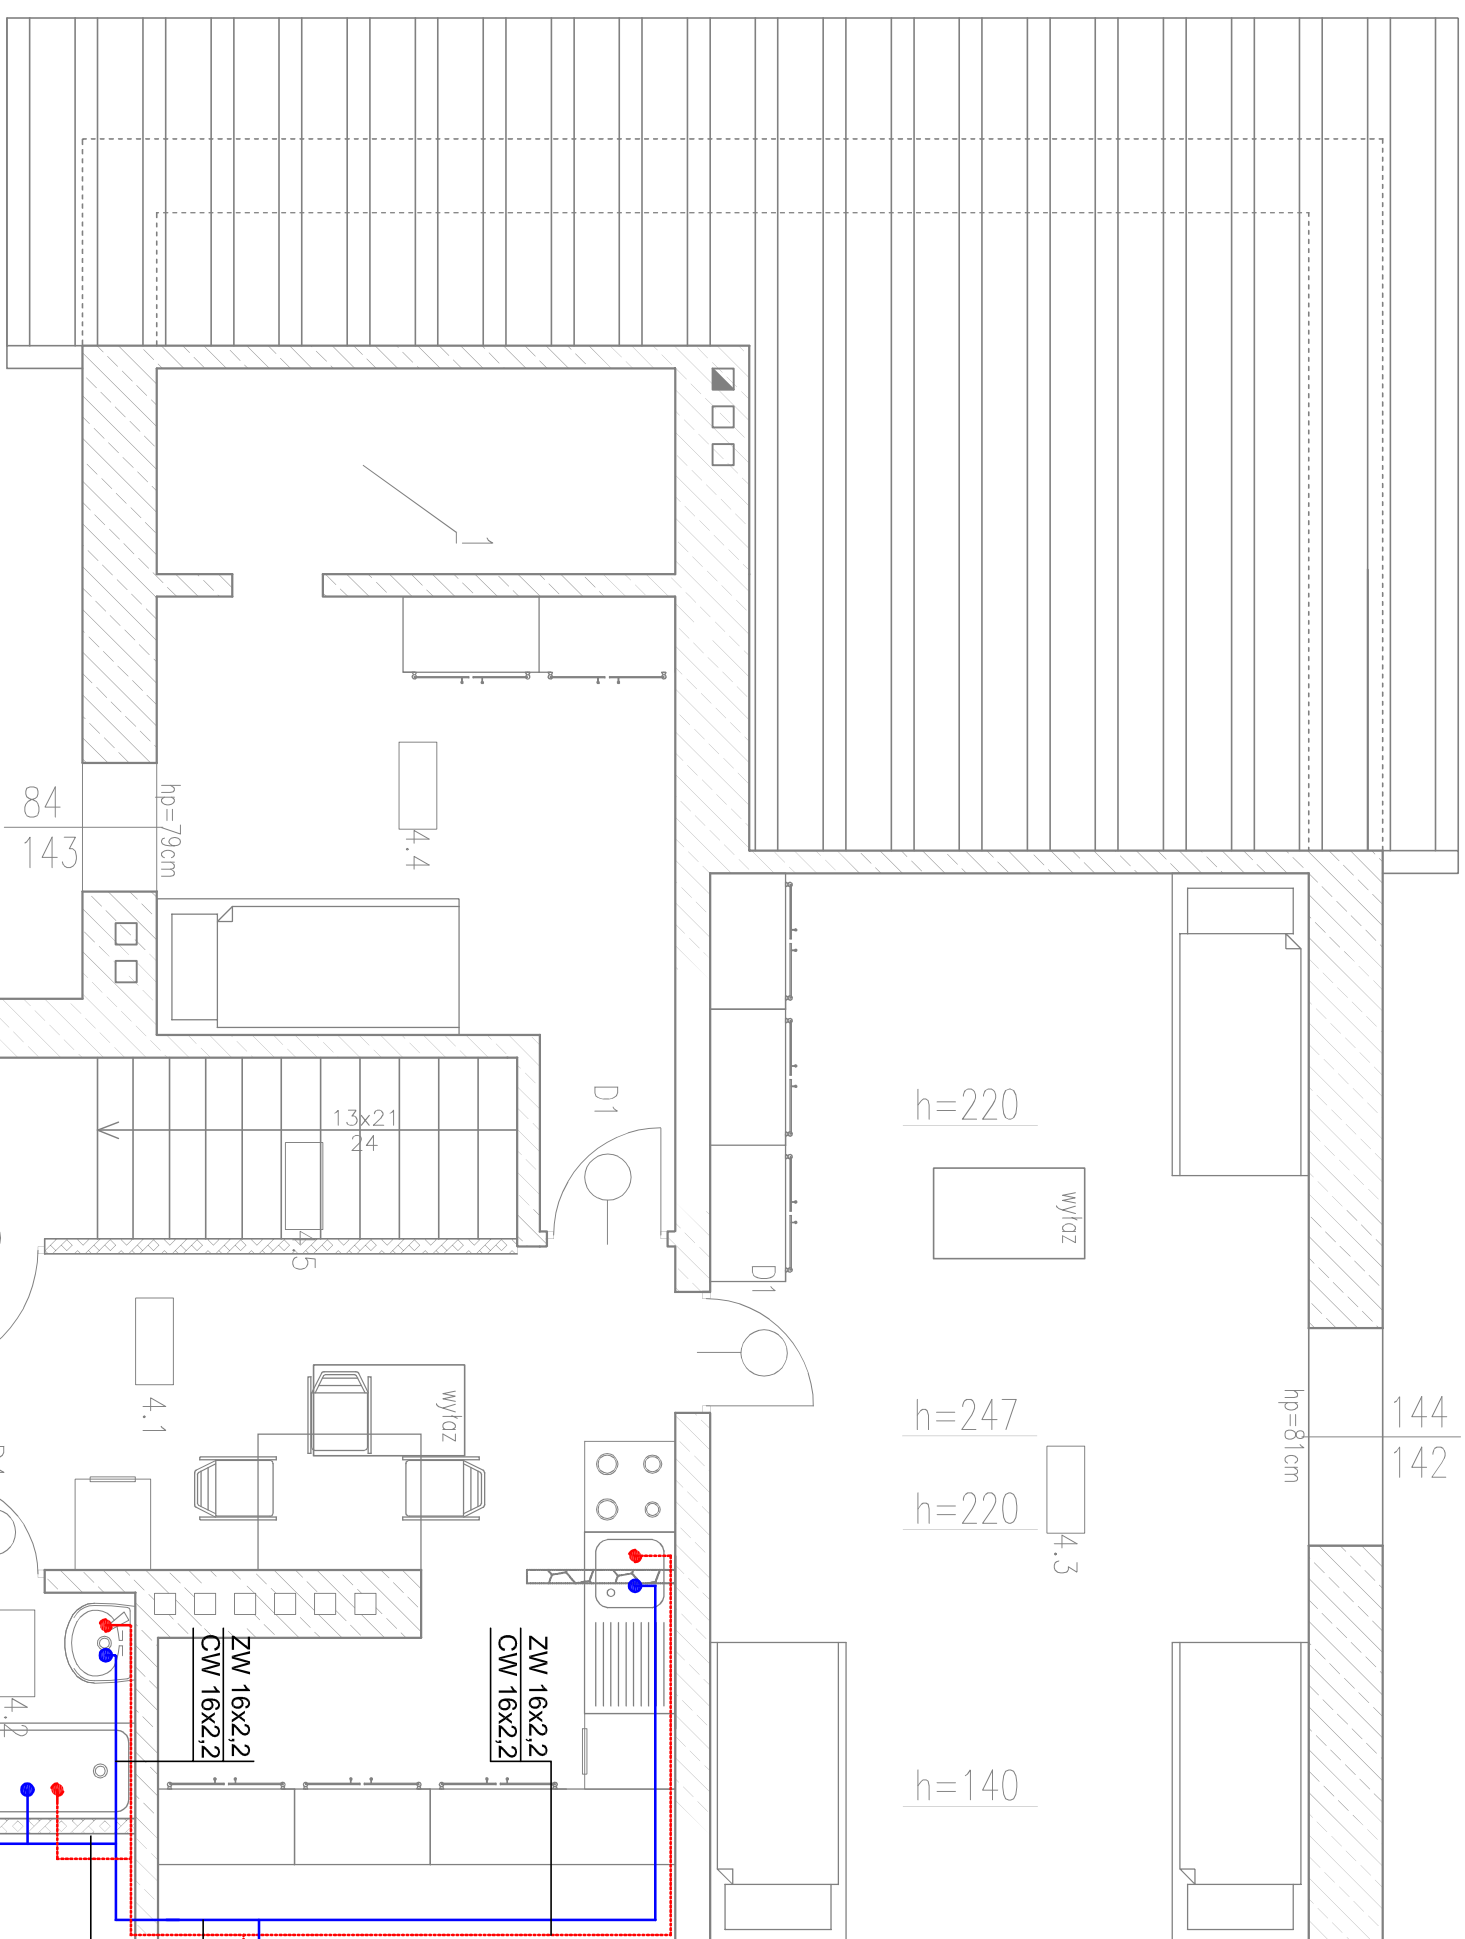 1
84
143
hp=79cm
4.4
D1
13x21
24
4.5
h=220
wyłaz
D1
4.1
wyłaz
h=247
h=220
4.3
hp=81cm
144
142
ZW 16x2,2
CW 16x2,2
ZW 16x2,2
CW 16x2,2
4.2
h=140